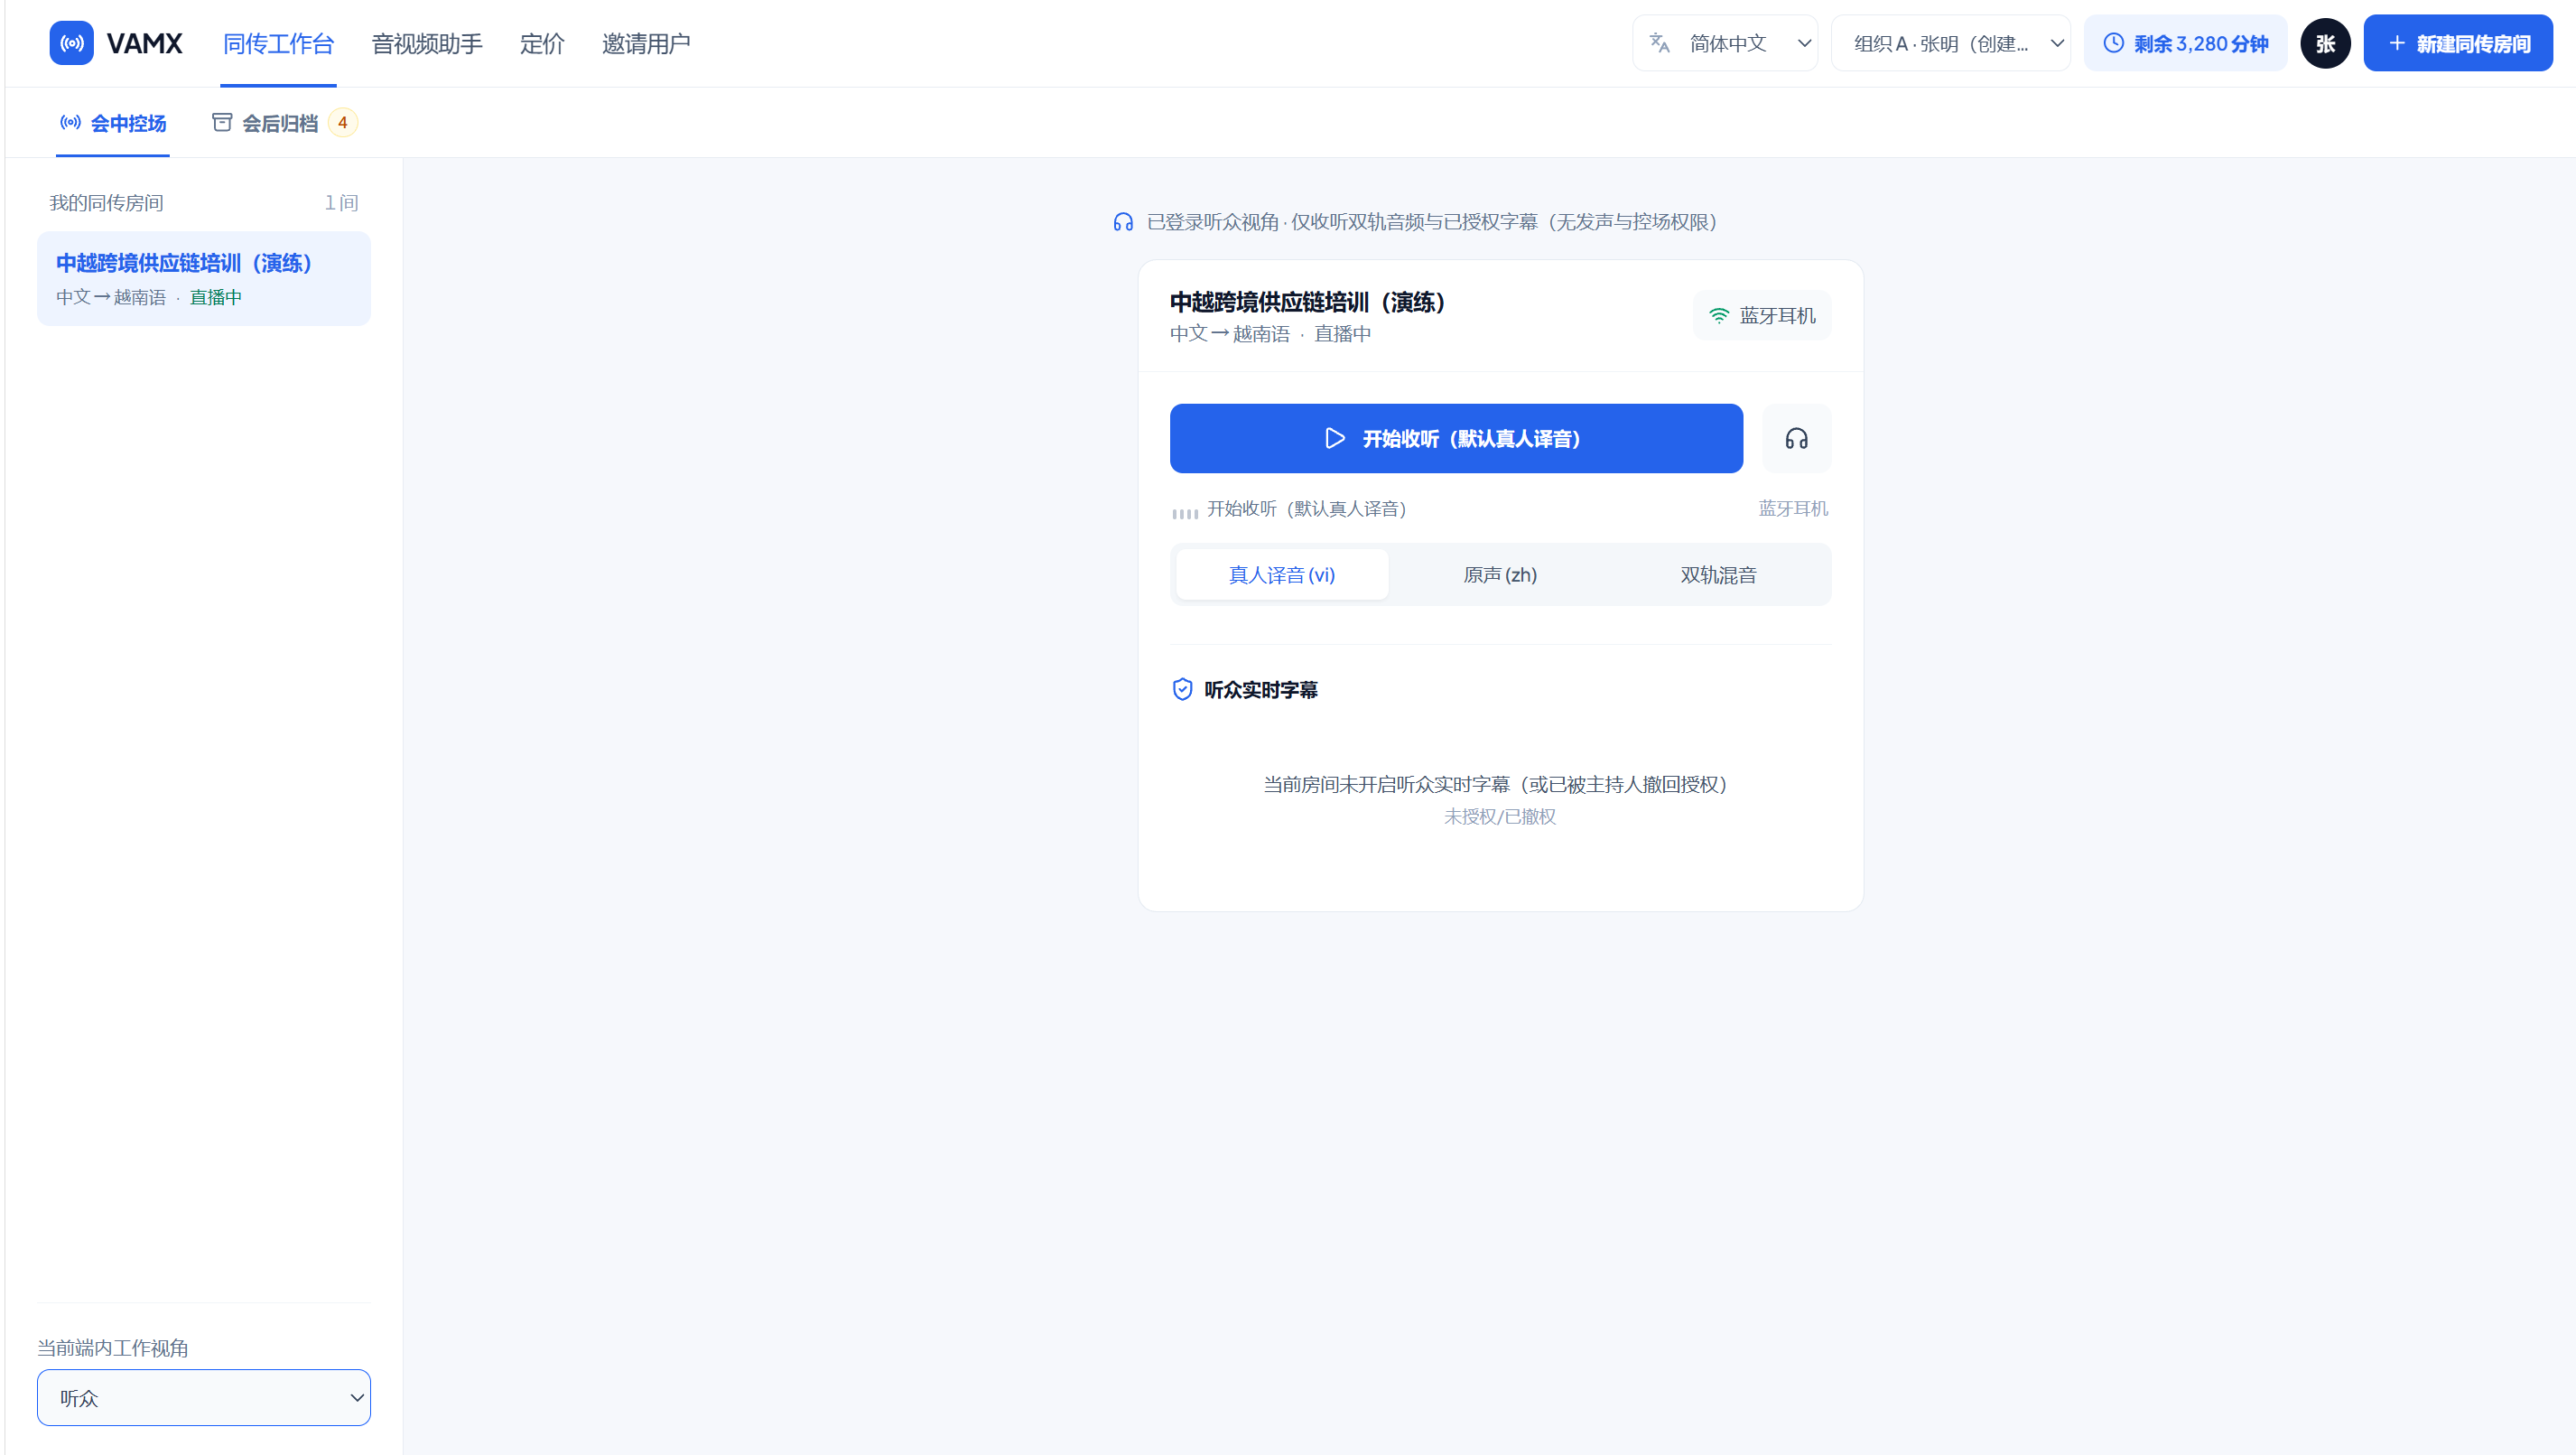 VAMX
同传工作台
音视频助手
定价
邀请用户
简体中文
组织 A · 张明（创建...
剩余 3,280 分钟
张
新建同传房间
会中控场
会后归档 4
我的同传房间 1 间
中越跨境供应链培训（演练）
中文→越南语 · 直播中
已登录听众视角 · 仅收听双轨音频与已授权字幕（无发声与控场权限）
中越跨境供应链培训（演练）
中文→越南语 · 直播中
蓝牙耳机
开始收听（默认真人译音）
开始收听（默认真人译音）
蓝牙耳机
真人译音 (vi)
原声 (zh)
双轨混音
听众实时字幕
当前房间未开启听众实时字幕（或已被主持人撤回授权）
未授权/已撤权
当前端内工作视角
听众